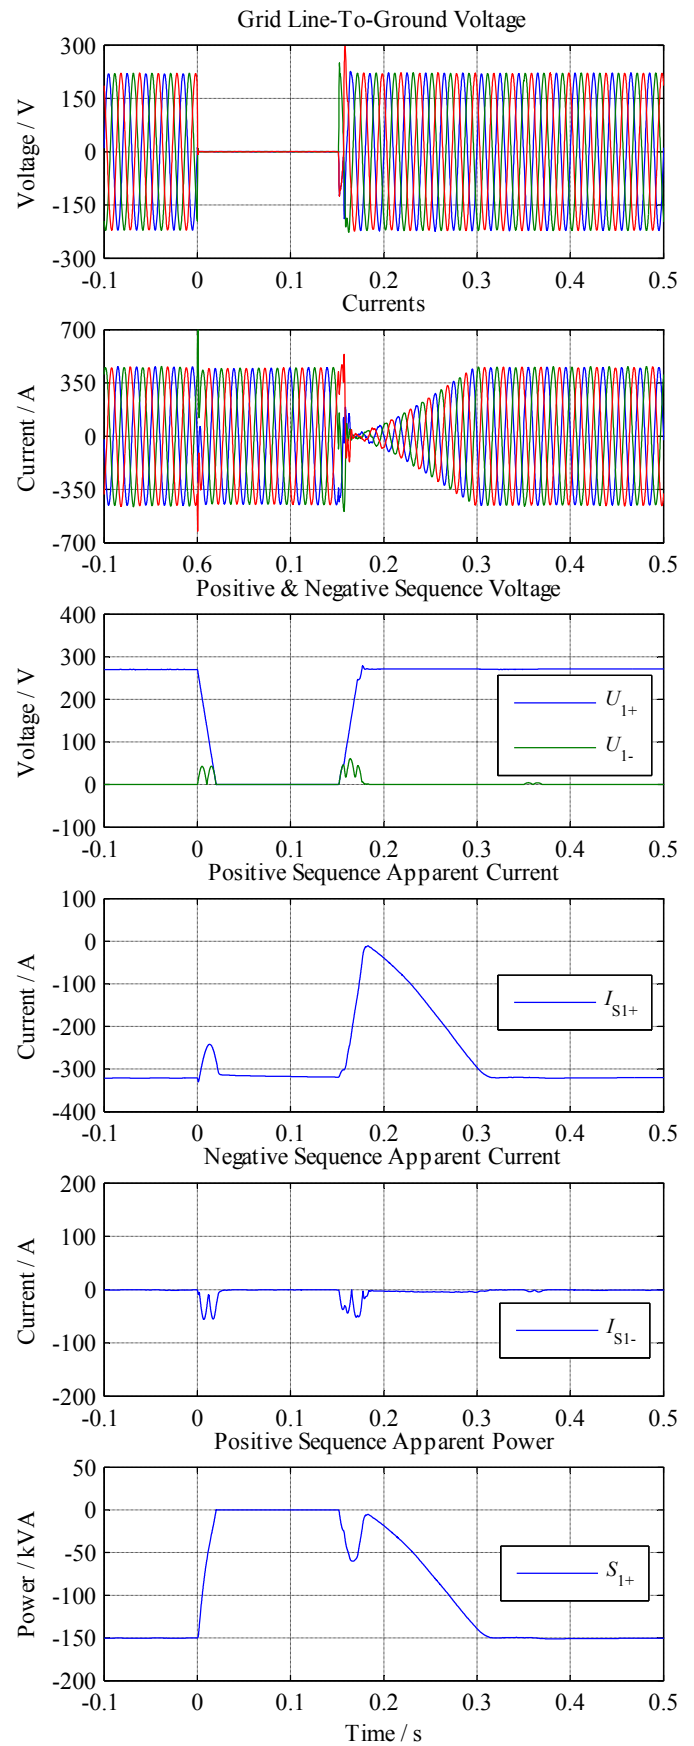 Grid Line-To-Ground Voltage
300
150
0
-150
-300
Voltage / V
-0.1 0 0.1 0.2 0.3 0.4 0.5
Currents
700
350
0
-350
-700
Current / A
-0.1 0.6 0.1 0.2 0.3 0.4 0.5
Positive & Negative Sequence Voltage
400
300
200
100
0
-100
Voltage / V
U1+
U1-
-0.1 0 0.1 0.2 0.3 0.4 0.5
Positive Sequence Apparent Current
100
0
-100
-200
-300
-400
Current / A
IS1+
-0.1 0 0.1 0.2 0.3 0.4 0.5
Negative Sequence Apparent Current
200
100
0
-100
-200
Current / A
IS1-
-0.1 0 0.1 0.2 0.3 0.4 0.5
Positive Sequence Apparent Power
50
0
-50
-100
-150
-200
Power / kVA
S1+
-0.1 0 0.1 0.2 0.3 0.4 0.5
Time / s